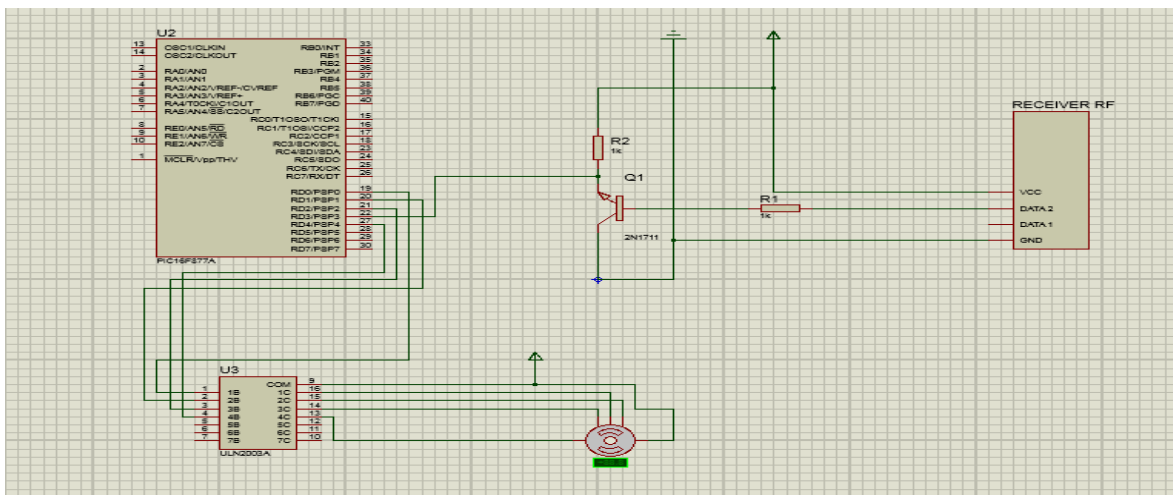 U2
13 OSC1/CLKIN RB0/INT 33
14 OSC2/CLKOUT RB1 34
RB2 35
2 RA0/AN0 RB3/PGM 36
3 RA1/AN1 RB4 37
4 RA2/AN2/VREF-/CVREF RB5 38
5 RA3/AN3/VREF+ RB6/PGC 39
6 RA4/T0CKI/C1OUT RB7/PGD 40
7 RA5/AN4/SS/C2OUT
RC0/T1OSO/T1CKI 15
8 RE0/AN5/RD RC1/T1OSI/CCP2 16
9 RE1/AN6/WR RC2/CCP1 17
10 RE2/AN7/CS RC3/SCK/SCL 18
RC4/SDI/SDA 23
1 MCLR/Vpp/THV RC5/SDO 24
RC6/TX/CK 25
RC7/RX/DT 26
RD0/PSP0 19
RD1/PSP1 20
RD2/PSP2 21
RD3/PSP3 22
RD4/PSP4 27
RD5/PSP5 28
RD6/PSP6 29
RD7/PSP7 30
PIC16F877A
R2
1k
Q1
2N1711
R1
1k
RECEIVER RF
VCC
DATA 2
DATA 1
GND
U3
COM 9
1 1B 1C 16
2 2B 2C 15
3 3B 3C 14
4 4B 4C 13
5 5B 5C 12
6 6B 6C 11
7 7B 7C 10
ULN2003A